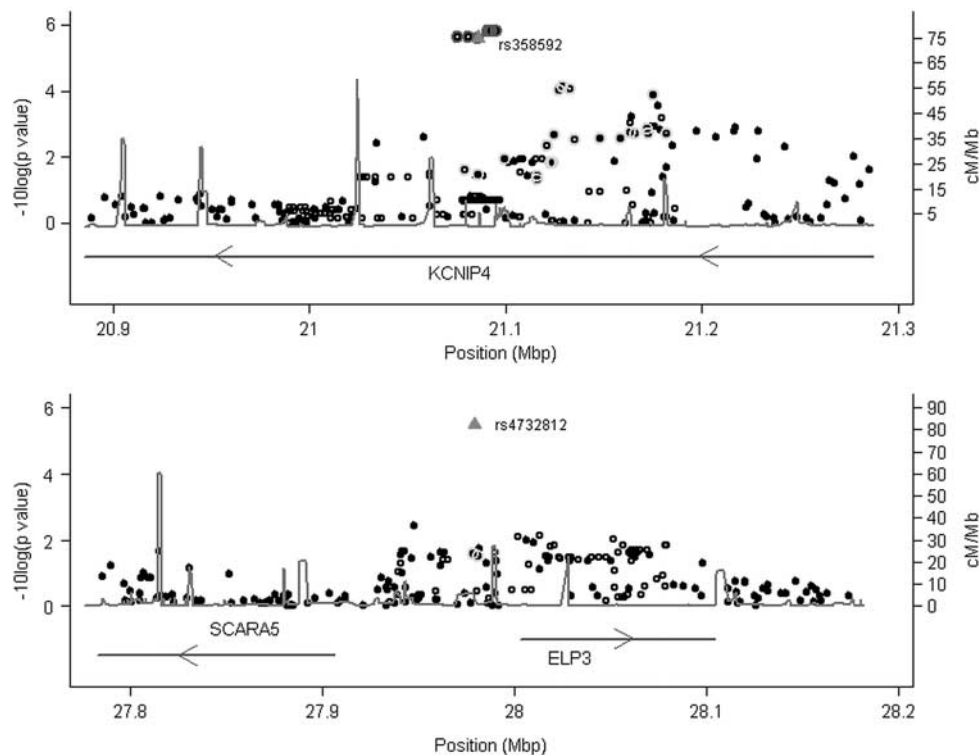 6
4
2
0
-10log(p value)
rs358592
75
65
55
45
35
25
15
5
cM/Mb
KCNIP4
20.9 21 21.1 21.2 21.3
Position (Mbp)
6
4
2
0
-10log(p value)
rs4732812
90
80
70
60
50
40
30
20
10
0
cM/Mb
SCARA5
ELP3
27.8 27.9 28 28.1 28.2
Position (Mbp)